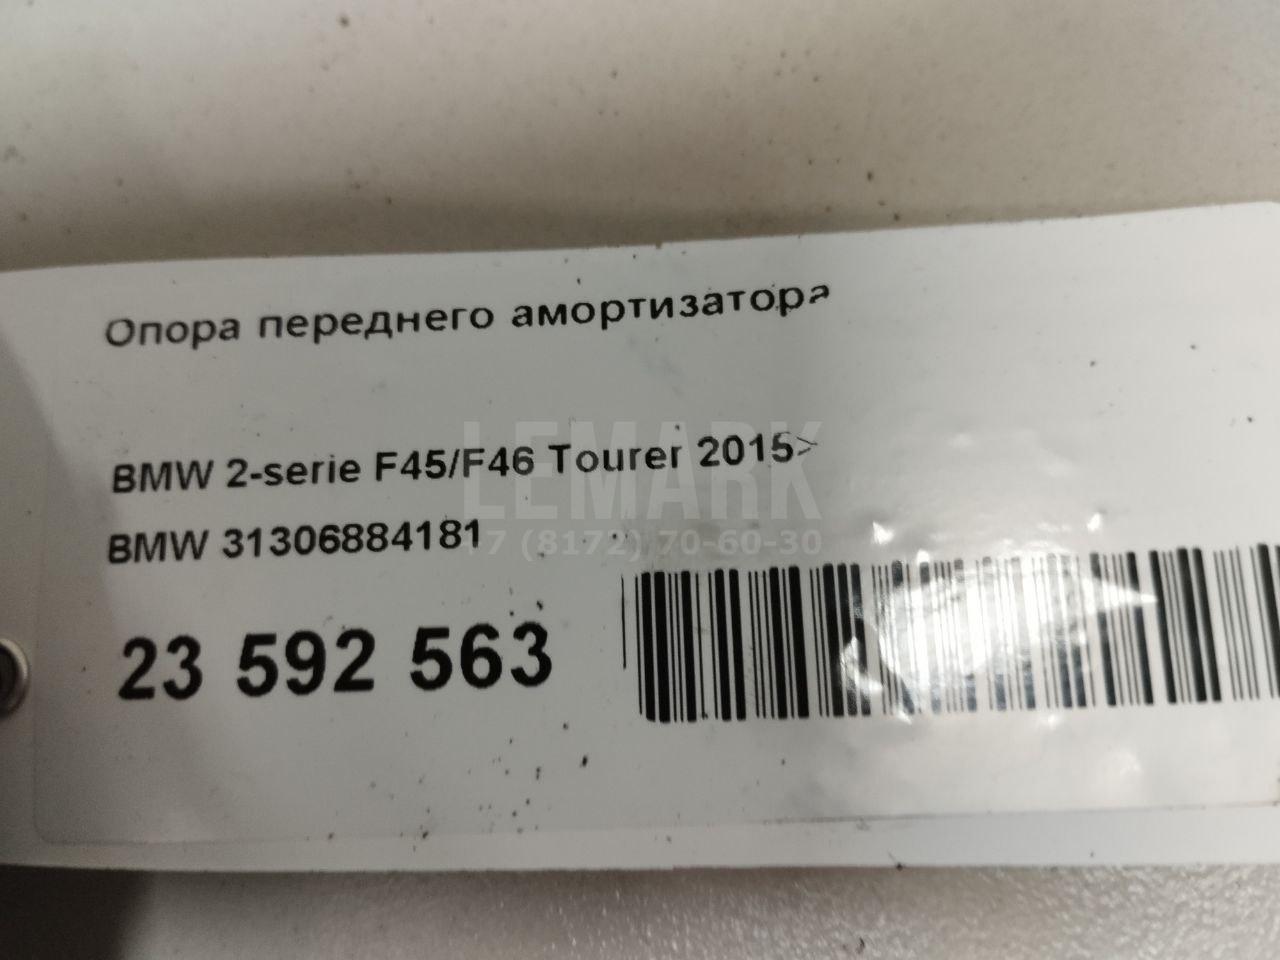 Опора переднего амортизатора
BMW 2-serie F45/F46 Tourer 2015>
LEMARK
BMW 31306884181
+7 (8172) 70-60-30
23 592 563